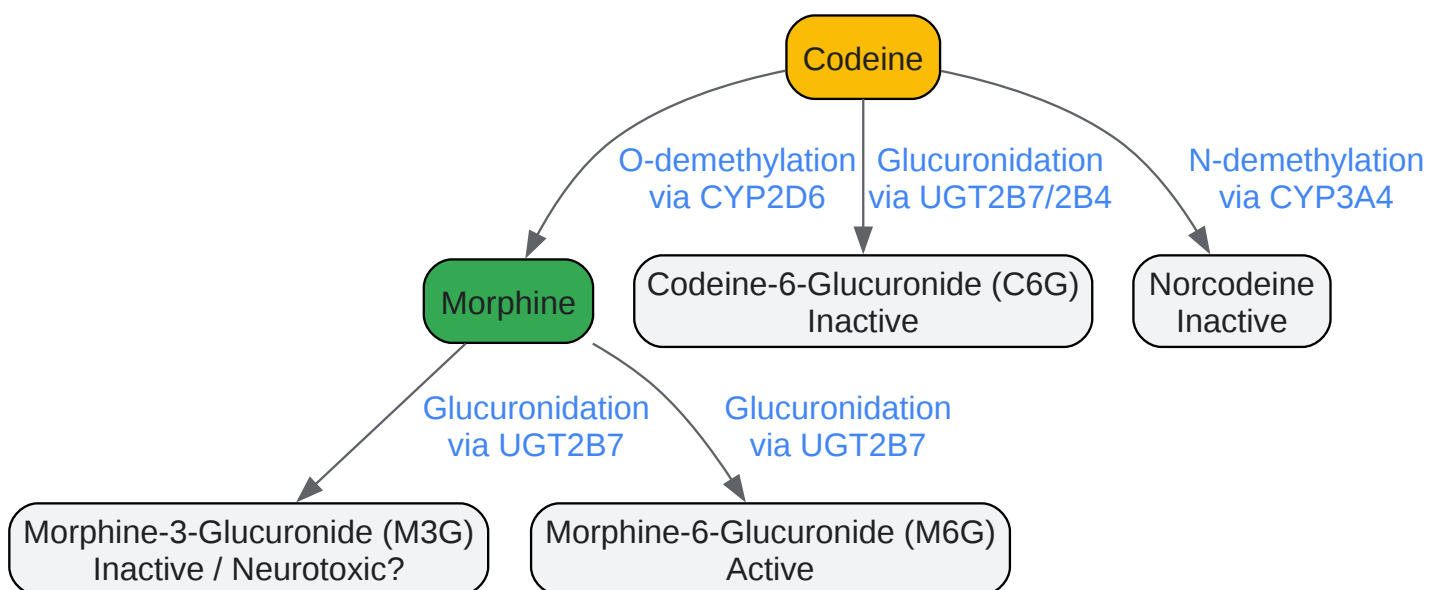 Codeine
O-demethylation
via CYP2D6
Glucuronidation
via UGT2B7/2B4
N-demethylation
via CYP3A4
Morphine
Codeine-6-Glucuronide (C6G)
Inactive
Norcodeine
Inactive
Glucuronidation
via UGT2B7
Glucuronidation
via UGT2B7
Morphine-3-Glucuronide (M3G)
Inactive / Neurotoxic?
Morphine-6-Glucuronide (M6G)
Active